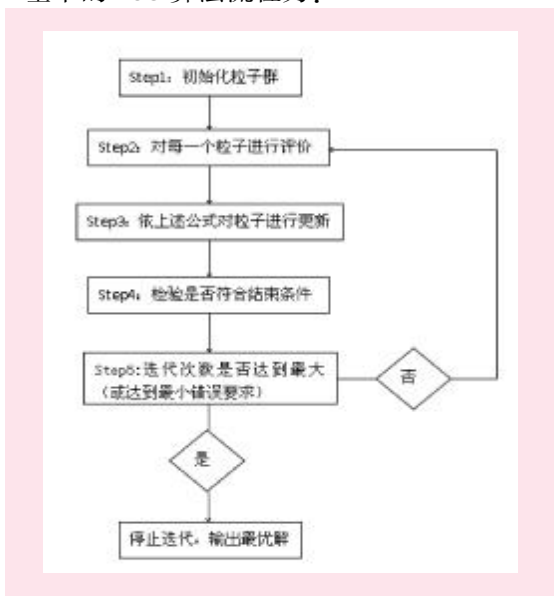 Step1: 初始化粒子群
Step2: 对每一个粒子进行评价
Step3: 依上述公式对粒子进行更新
Step4: 检验是否符合结束条件
Step5:迭代次数是否达到最大
（或达到最小错误要求）
否
是
停止迭代，输出最优解